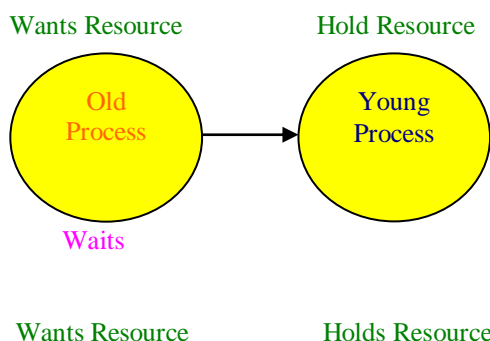 Wants Resource Hold Resource
Old Process Young Process
Waits
Wants Resource Holds Resource